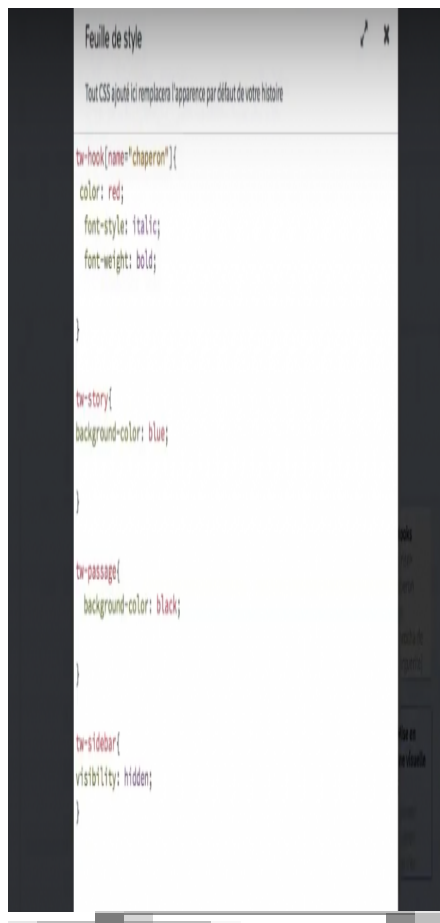 Feuille de style
Tout CSS ajouté ici remplacera l'apparence par défaut de votre histoire
tw-hook[name="chaperon"]{
color: red;
font-style: italic;
font-weight: bold;
}
tw-story{
background-color: blue;
}
tw-passage{
background-color: black;
}
tw-sidebar{
visibility: hidden;
}